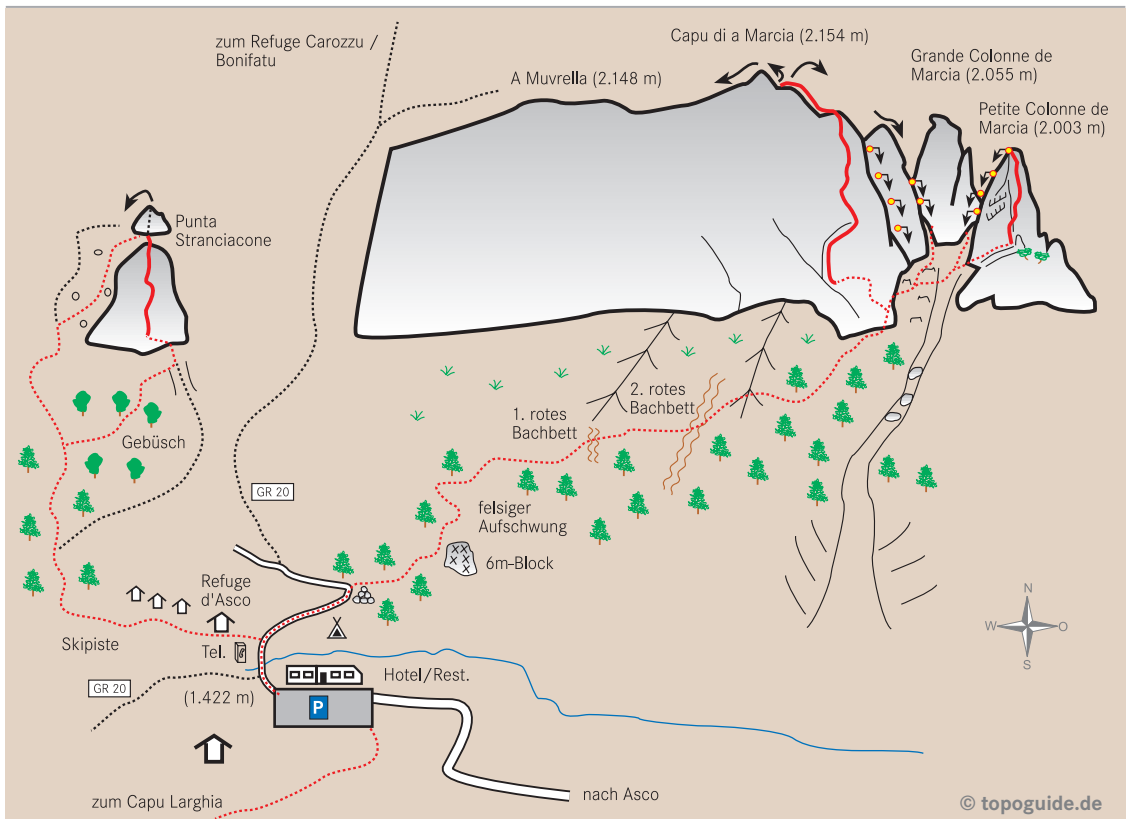 zum Refuge Carozzu /
Bonifatu
A Muvrella (2.148 m)
Capu di a Marcia (2.154 m)
Grande Colonne de
Marcia (2.055 m)
Petite Colonne de
Marcia (2.003 m)
Punta
Stranciacone
Gebüsch
1. rotes
Bachbett
2. rotes
Bachbett
GR 20
felsiger
Aufschwung
6m-Block
Refuge
d'Asco
Skipiste
Tel.
Hotel/Rest.
GR 20
(1.422 m)
P
zum Capu Larghia
nach Asco
N
W
O
S
© topoguide.de